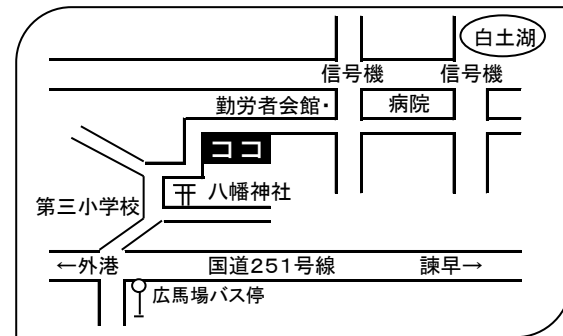 白土湖
信号機 信号機
勤労者会館・ 病院
ココ
八幡神社
第三小学校
←外港 国道251号線 諫早→
広馬場バス停